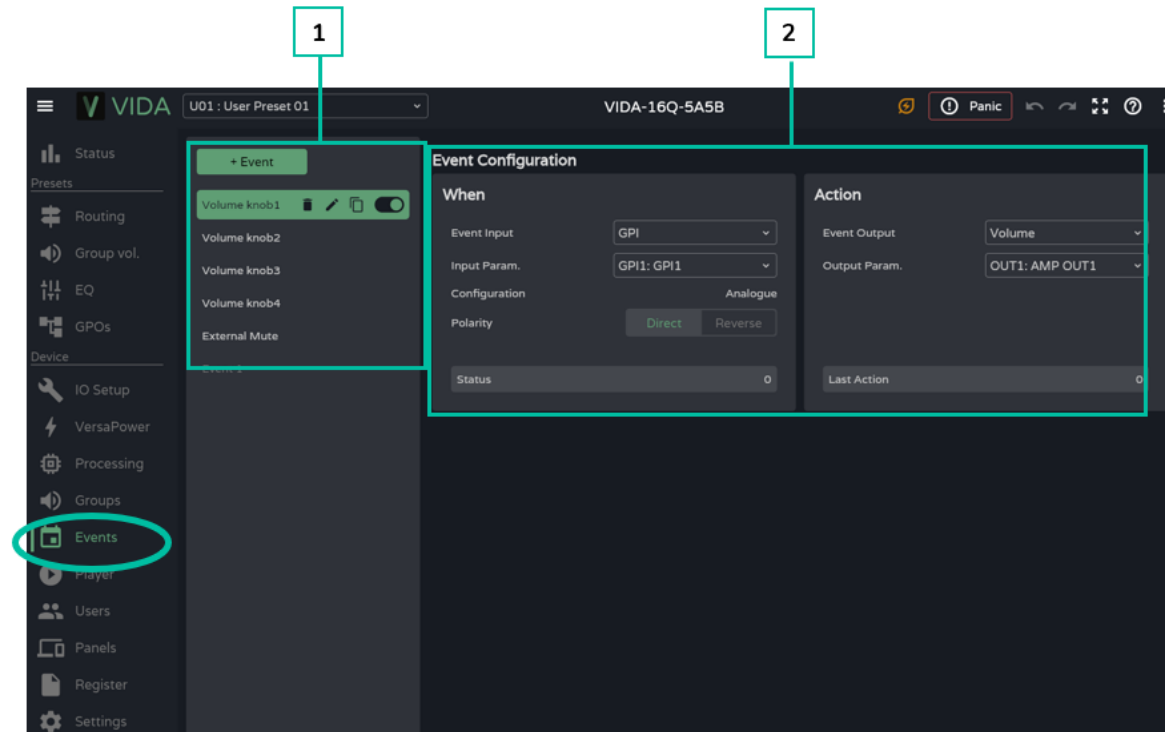 1
2
VIDA
U01 : User Preset 01
VIDA-16Q-5A5B
Panic
Status
Presets
Routing
Group vol.
EQ
GPOs
Device
IO Setup
VersaPower
Processing
Groups
Events
Player
Users
Panels
Register
Settings
+ Event
Volume knob1
Volume knob2
Volume knob3
Volume knob4
External Mute
Event 1
Event Configuration
When
Event Input GPI
Input Param. GPI1: GPI1
Configuration Analogue
Polarity Direct Reverse
Status 0
Action
Event Output Volume
Output Param. OUT1: AMP OUT1
Last Action 0